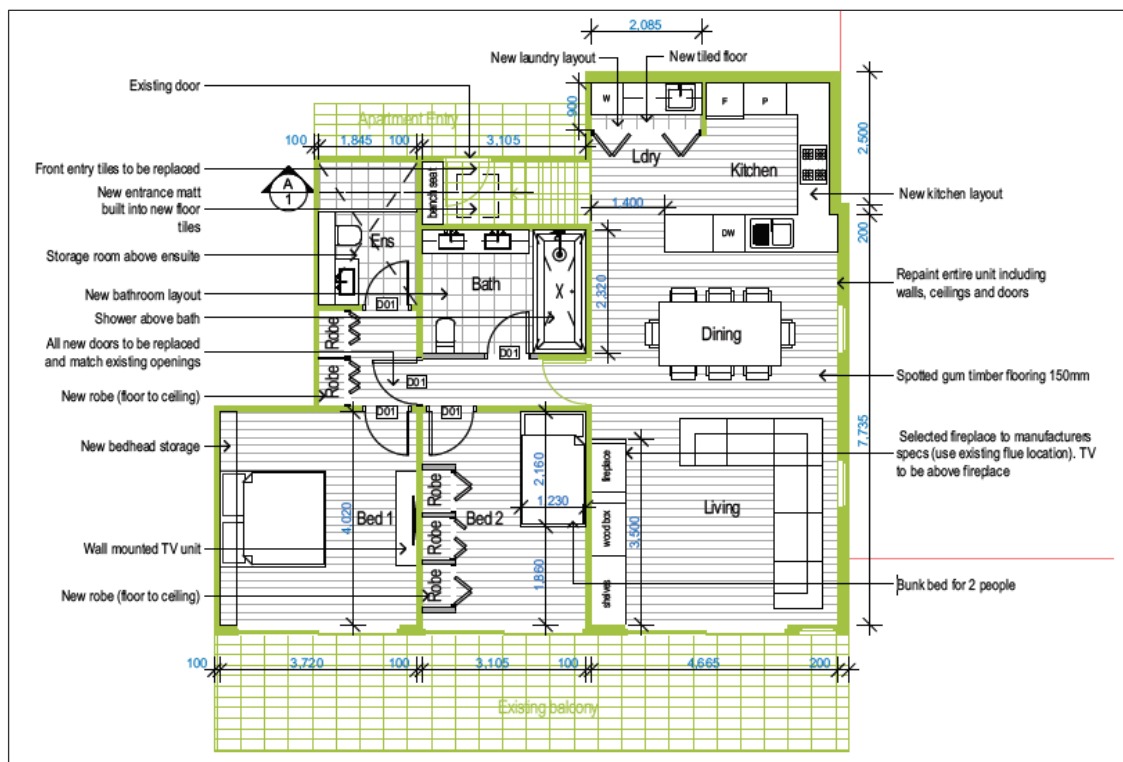 2,085
New laundry layout
New tiled floor
Existing door
Apartment Entry
100
1,845
100
3,105
900
W
F
P
2,500
Ldry
Kitchen
Front entry tiles to be replaced
A
1
New entrance matt
built into new floor
tiles
bench seat
New kitchen layout
1,400
200
DW
Ens
Storage room above ensuite
Bath
2,320
Repaint entire unit including
walls, ceilings and doors
New bathroom layout
D01
Shower above bath
Dining
All new doors to be replaced
and match existing openings
Robe
D01
Robe
D01
Spotted gum timber flooring 150mm
New robe (floor to ceiling)
D01
D01
7,735
New bedhead storage
Selected fireplace to manufacturers
specs (use existing flue location). TV
to be above fireplace
fireplace
2,160
1,230
Robe
Living
4,020
Bed 1
Bed 2
wood box
3,500
Robe
Wall mounted TV unit
1,860
Robe
shelves
Bunk bed for 2 people
New robe (floor to ceiling)
100
3,720
100
3,105
100
4,665
200
Existing balcony